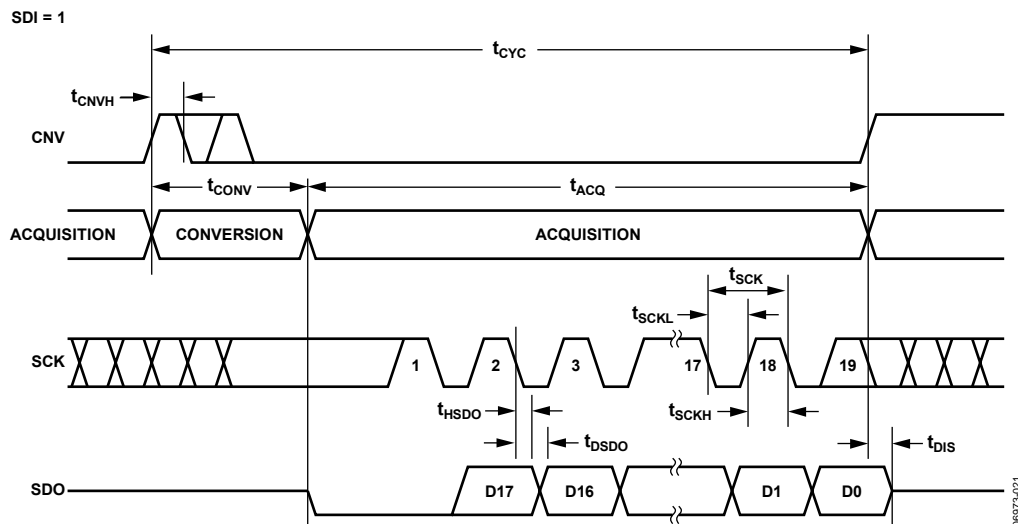 SDI = 1
tCYC
tCNVH
CNV
tCONV
tACQ
ACQUISITION
CONVERSION
ACQUISITION
tSCK
tSCKL
SCK
1
2
3
17
18
19
tHSDO
tSCKH
tDSDO
tDIS
SDO
D17
D16
D1
D0